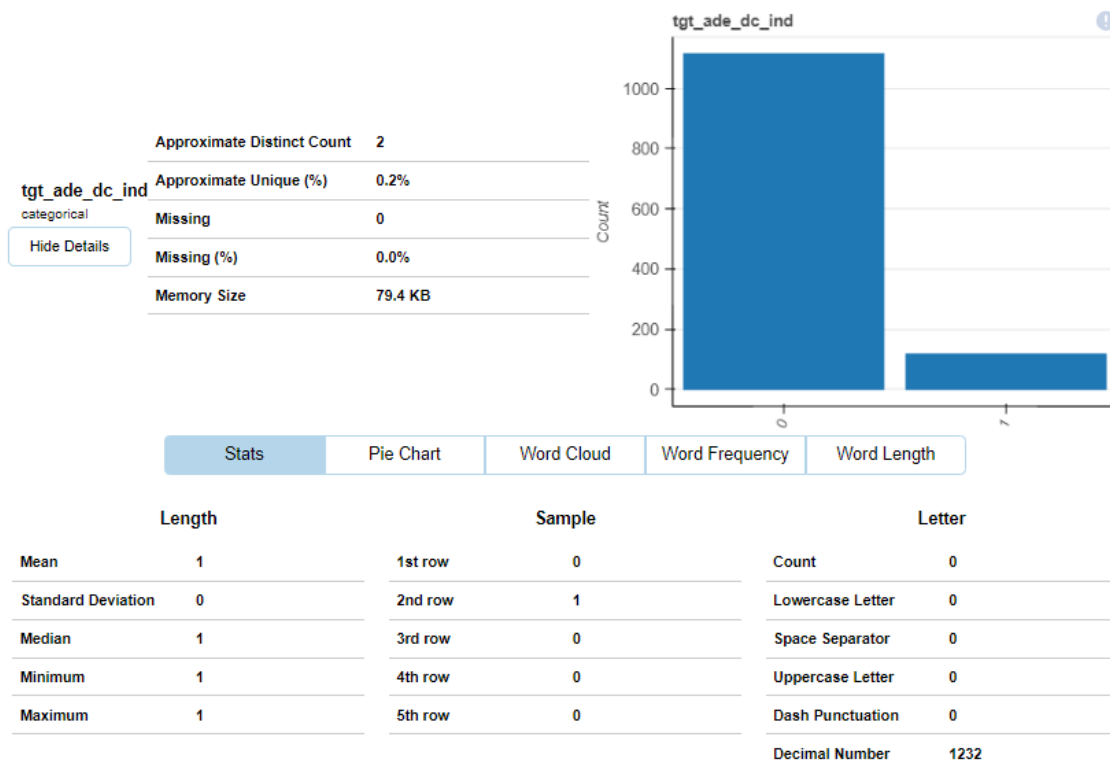 tgt_ade_dc_ind
categorical
Hide Details
Approximate Distinct Count 2
Approximate Unique (%) 0.2%
Missing 0
Missing (%) 0.0%
Memory Size 79.4 KB
tgt_ade_dc_ind
Count
1000
800
600
400
200
0
0
1
Stats
Pie Chart
Word Cloud
Word Frequency
Word Length
Length
Mean 1
Standard Deviation 0
Median 1
Minimum 1
Maximum 1
Sample
1st row 0
2nd row 1
3rd row 0
4th row 0
5th row 0
Letter
Count 0
Lowercase Letter 0
Space Separator 0
Uppercase Letter 0
Dash Punctuation 0
Decimal Number 1232